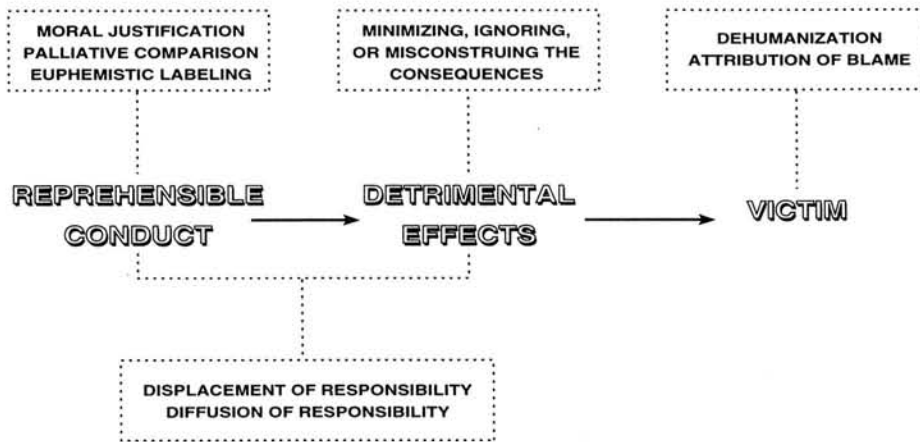 MORAL JUSTIFICATION
PALLIATIVE COMPARISON
EUPHEMISTIC LABELING
MINIMIZING, IGNORING,
OR MISCONSTRUING THE
CONSEQUENCES
DEHUMANIZATION
ATTRIBUTION OF BLAME
REPREHENSIBLE
CONDUCT
DETRIMENTAL
EFFECTS
VICTIM
DISPLACEMENT OF RESPONSIBILITY
DIFFUSION OF RESPONSIBILITY